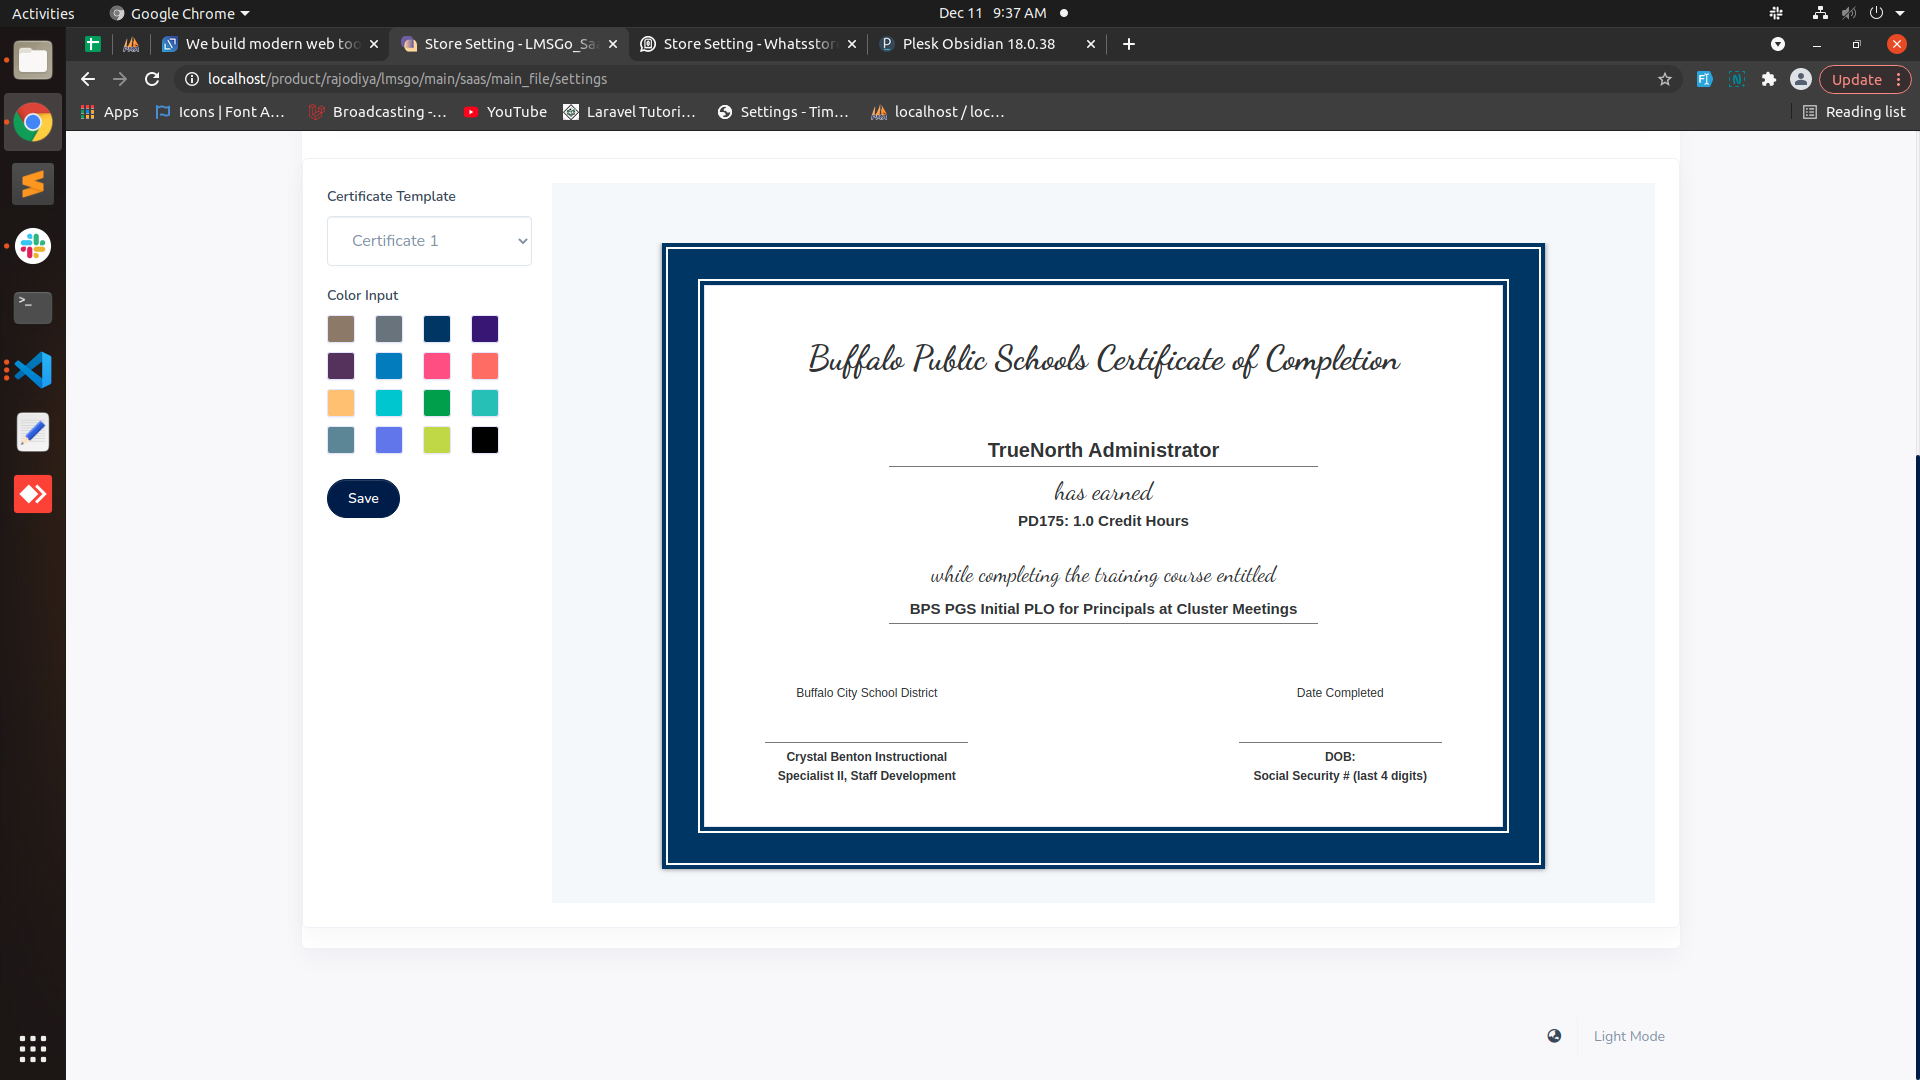 Activities
Google Chrome
Dec 11 9:37 AM
We build modern web too
Store Setting - LMSGo_Sa
Store Setting - Whatsstor
Plesk Obsidian 18.0.38
localhost/product/rajodiya/lmsgo/main/saas/main_file/settings
Update
Apps
Icons | Font A...
Broadcasting -...
YouTube
Laravel Tutori...
Settings - Tim...
localhost / loc...
Reading list
Certificate Template
Certificate 1
Color Input
Save
Buffalo Public Schools Certificate of Completion
TrueNorth Administrator
has earned
PD175: 1.0 Credit Hours
while completing the training course entitled
BPS PGS Initial PLO for Principals at Cluster Meetings
Buffalo City School District
Date Completed
Crystal Benton Instructional
Specialist II, Staff Development
DOB:
Social Security # (last 4 digits)
Light Mode